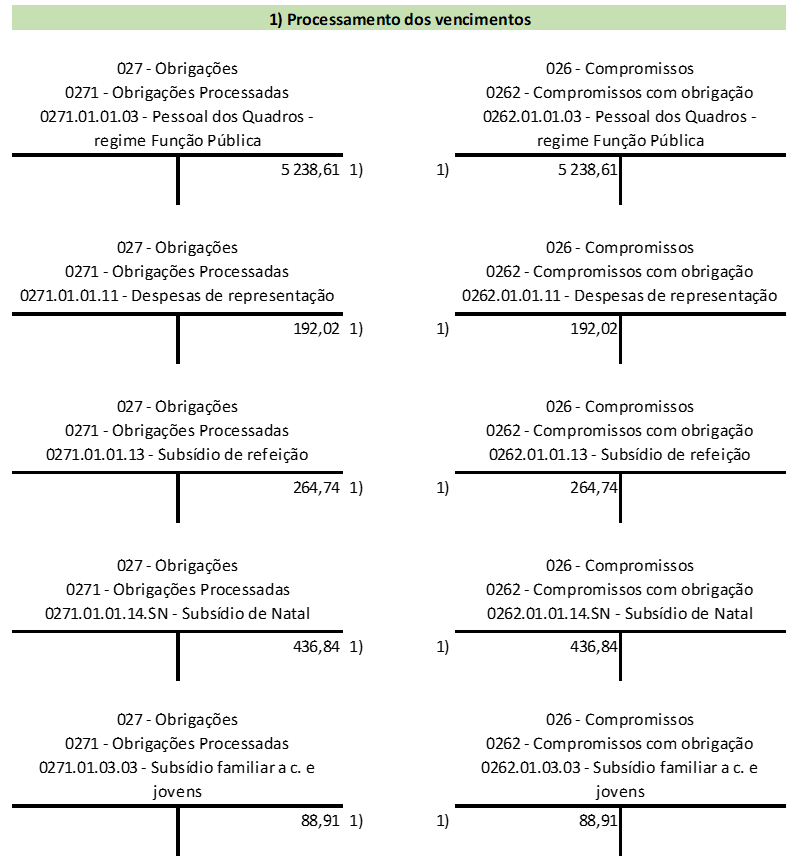 1) Processamento dos vencimentos
027 - Obrigações
0271 - Obrigações Processadas
0271.01.01.03 - Pessoal dos Quadros -
regime Função Pública
5 238,61 1)
026 - Compromissos
0262 - Compromissos com obrigação
0262.01.01.03 - Pessoal dos Quadros -
regime Função Pública
1) 5 238,61
027 - Obrigações
0271 - Obrigações Processadas
0271.01.01.11 - Despesas de representação
192,02 1)
026 - Compromissos
0262 - Compromissos com obrigação
0262.01.01.11 - Despesas de representação
1) 192,02
027 - Obrigações
0271 - Obrigações Processadas
0271.01.01.13 - Subsídio de refeição
264,74 1)
026 - Compromissos
0262 - Compromissos com obrigação
0262.01.01.13 - Subsídio de refeição
1) 264,74
027 - Obrigações
0271 - Obrigações Processadas
0271.01.01.14.SN - Subsídio de Natal
436,84 1)
026 - Compromissos
0262 - Compromissos com obrigação
0262.01.01.14.SN - Subsídio de Natal
1) 436,84
027 - Obrigações
0271 - Obrigações Processadas
0271.01.03.03 - Subsídio familiar a c. e
jovens
88,91 1)
026 - Compromissos
0262 - Compromissos com obrigação
0262.01.03.03 - Subsídio familiar a c. e
jovens
1) 88,91